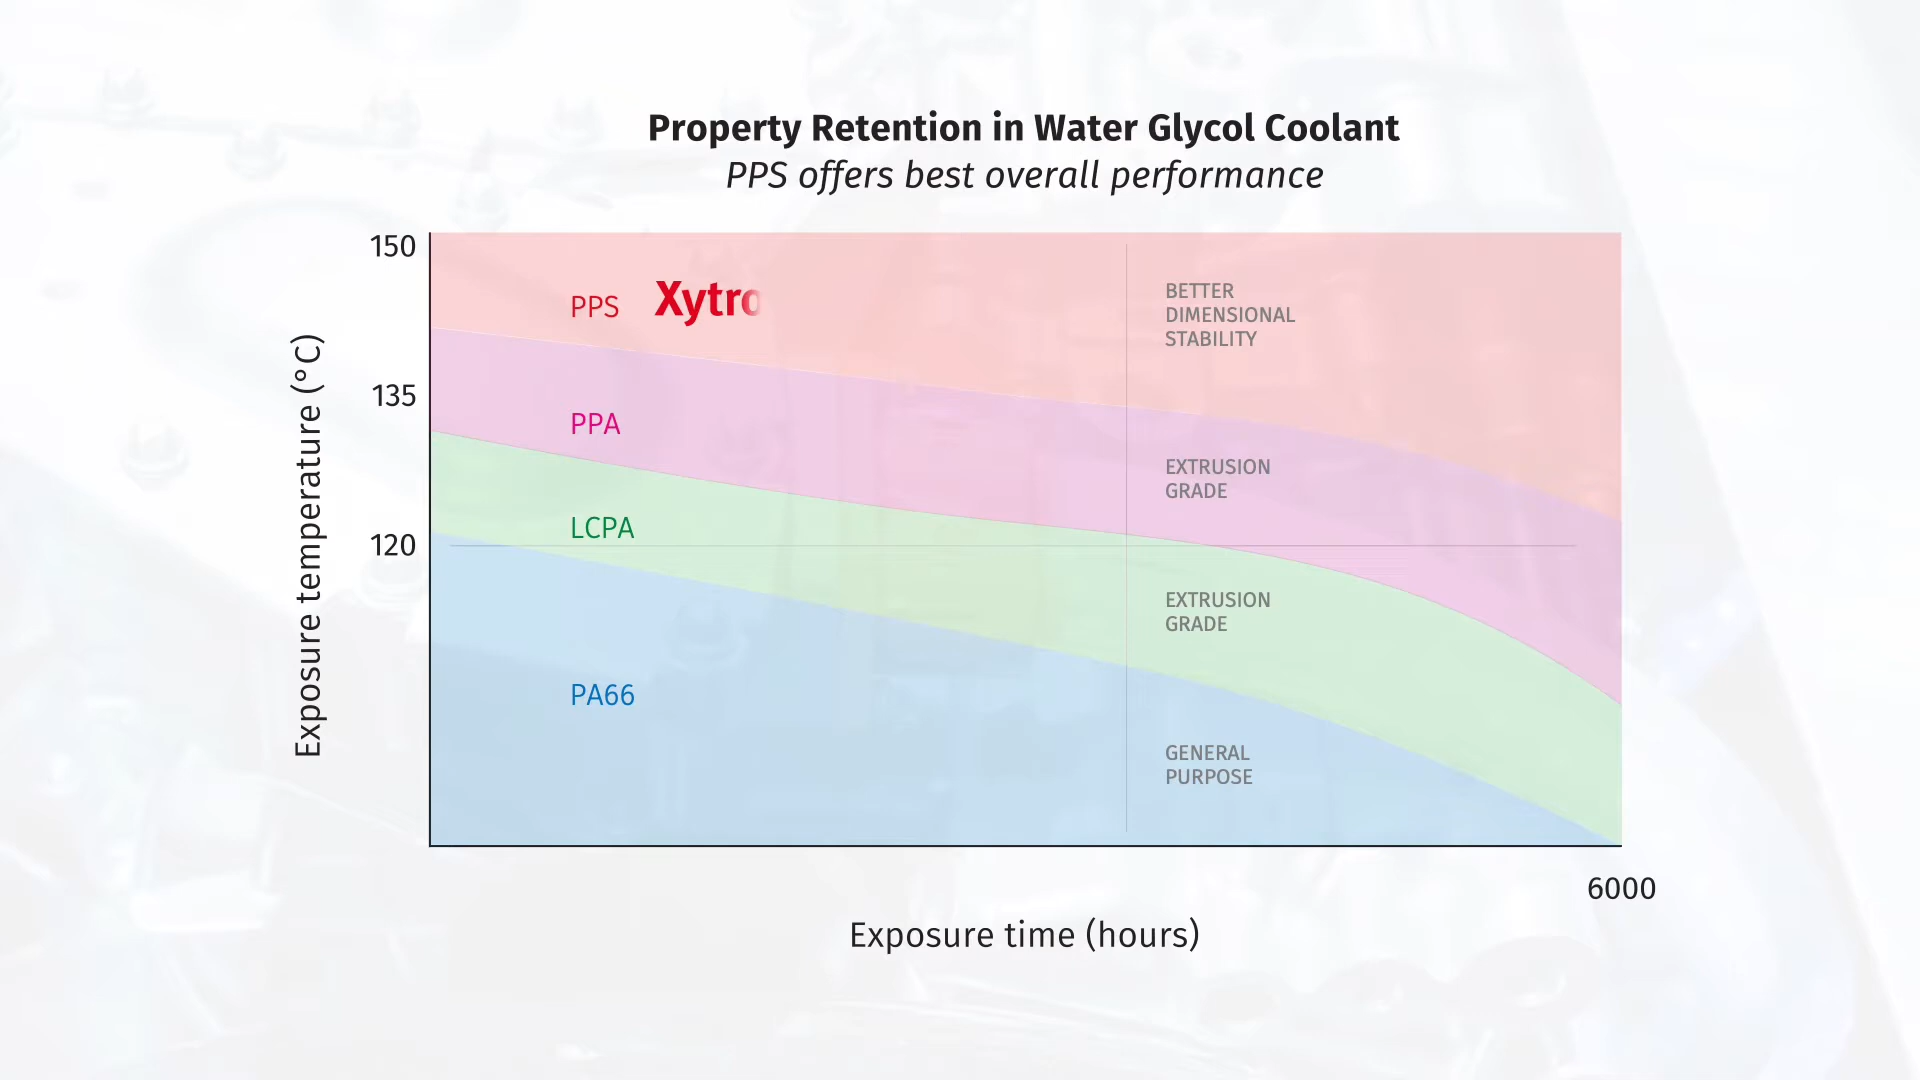 Property Retention in Water Glycol Coolant
PPS offers best overall performance
150
135
120
Exposure temperature (°C)
PPS
PPA
LCPA
PA66
BETTER
DIMENSIONAL
STABILITY
EXTRUSION
GRADE
EXTRUSION
GRADE
GENERAL
PURPOSE
6000
Exposure time (hours)